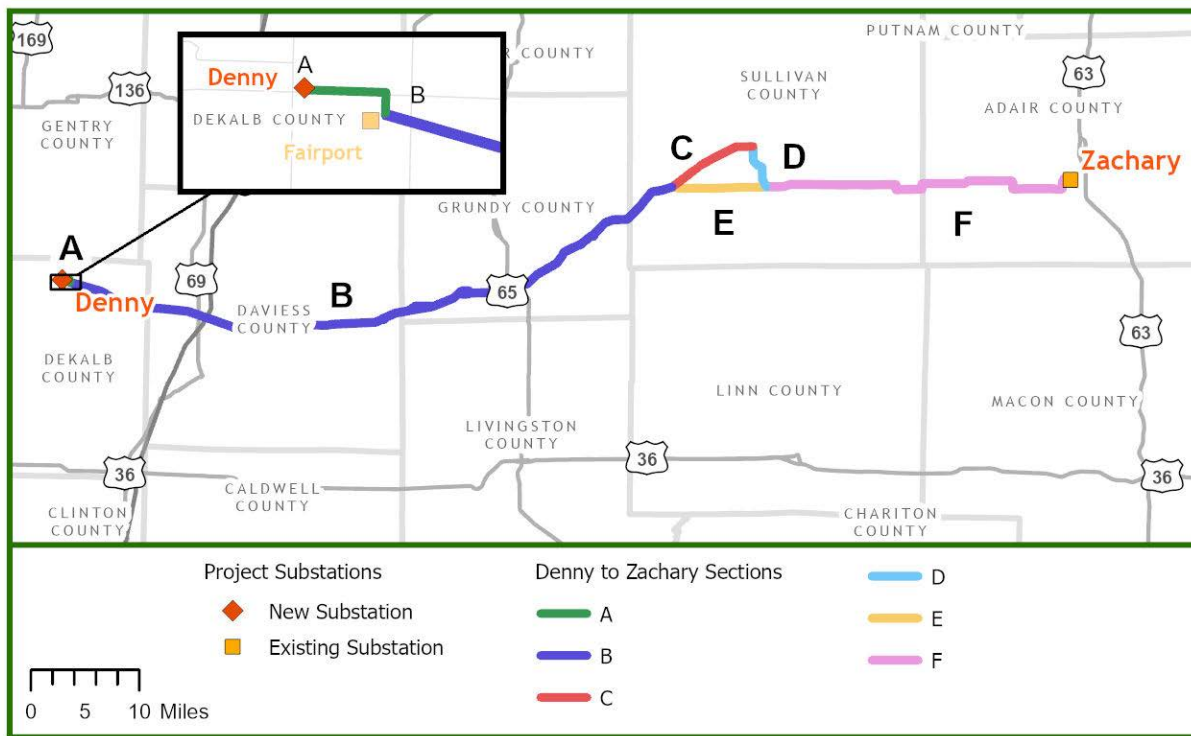 169
136
GENTRY
COUNTY
A
Denny
B
DEKALB COUNTY
Fairport
COUNTY
SULLIVAN
COUNTY
PUTNAM COUNTY
63
ADAIR COUNTY
C
D
Zachary
GRUNDY COUNTY
E
F
A
Denny
69
B
65
DAVIESS
COUNTY
63
DEKALB
COUNTY
LINN COUNTY
MACON COUNTY
LIVINGSTON
COUNTY
36
36
36
CALDWELL
COUNTY
CLINTON
COUNTY
CHARITON
COUNTY
Project Substations
New Substation
Existing Substation
Denny to Zachary Sections
A
B
C
D
E
F
0 5 10 Miles